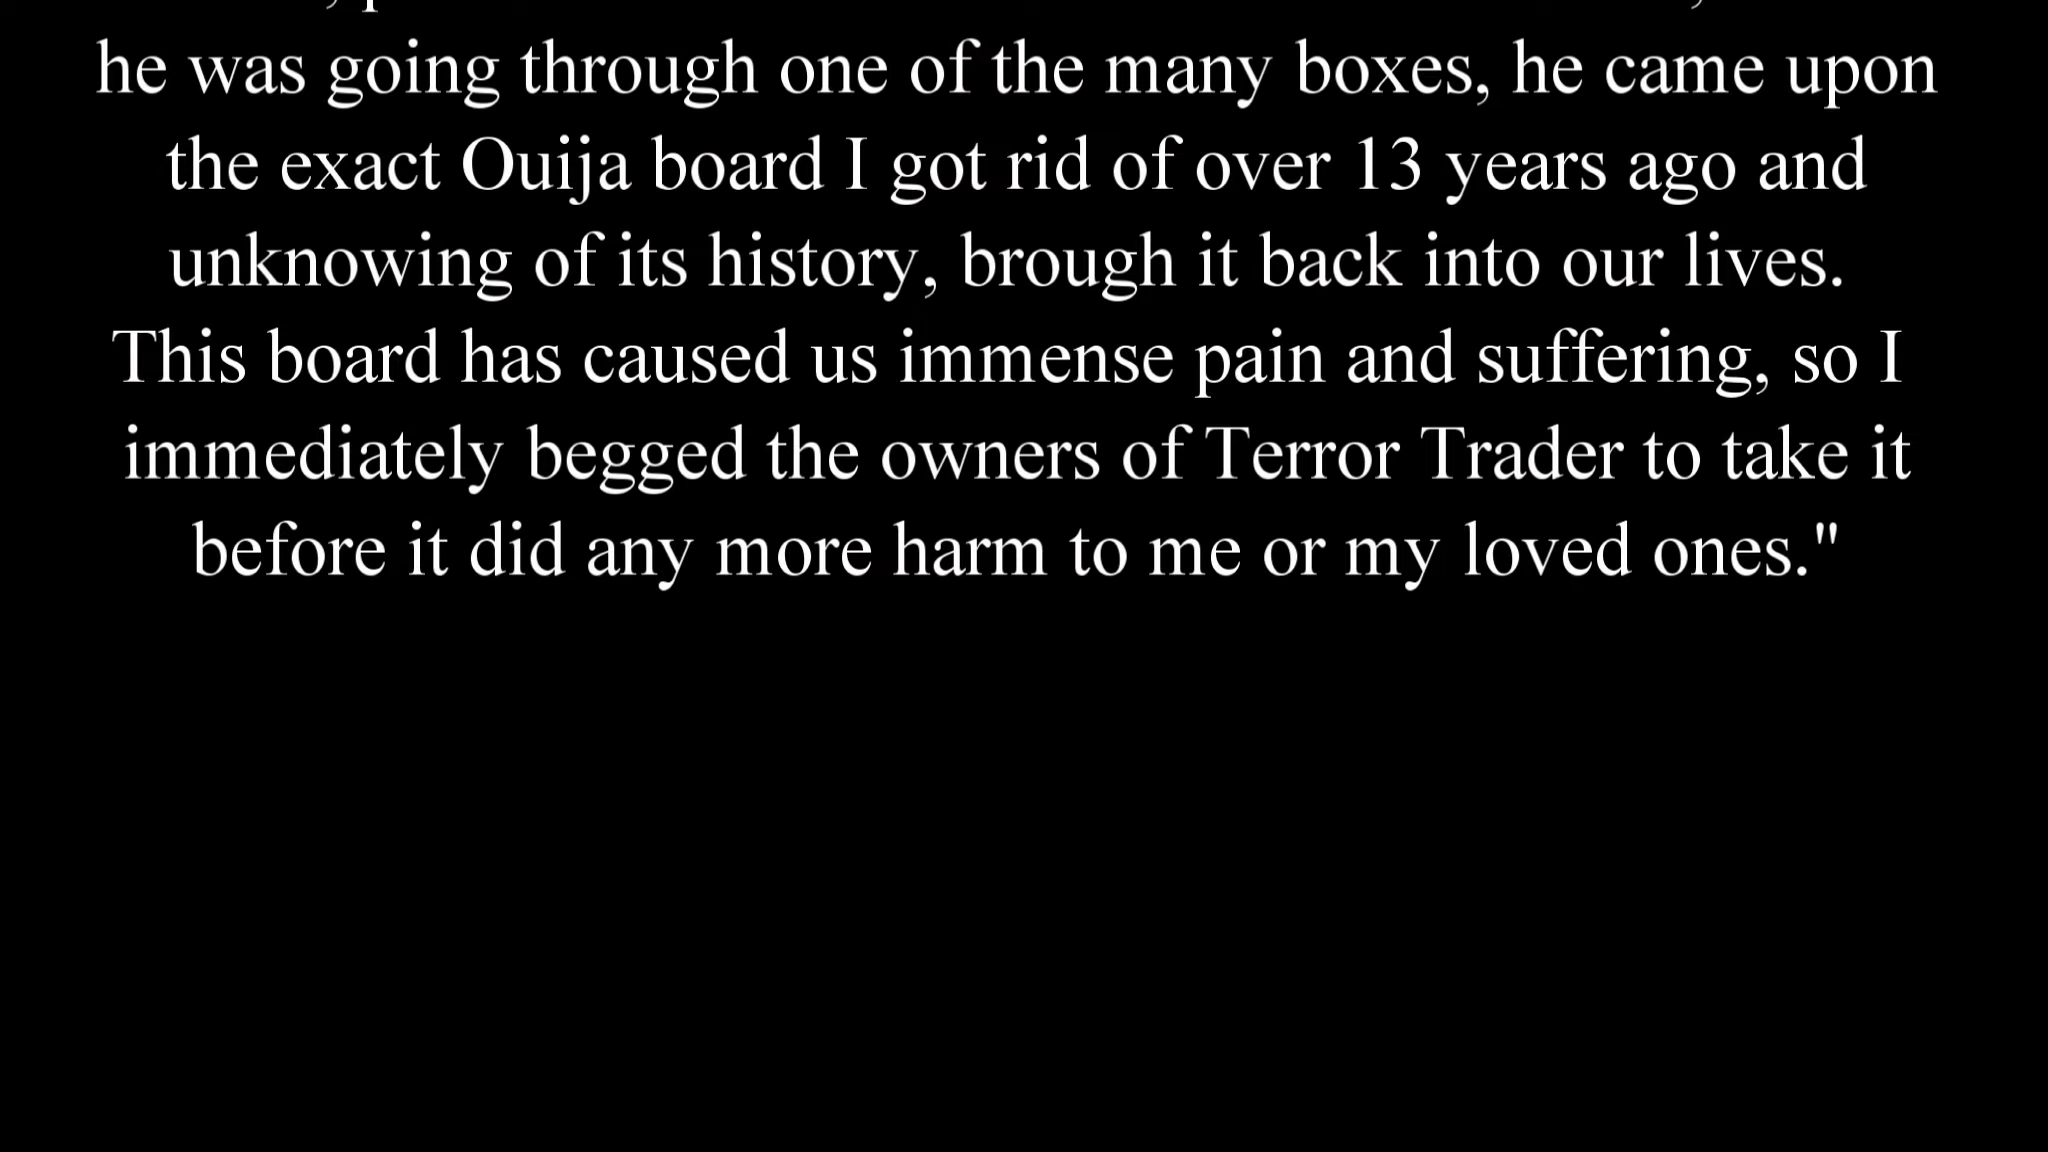 he was going through one of the many boxes, he came upon
the exact Ouija board I got rid of over 13 years ago and
unknowing of its history, brough it back into our lives.
This board has caused us immense pain and suffering, so I
immediately begged the owners of Terror Trader to take it
before it did any more harm to me or my loved ones."